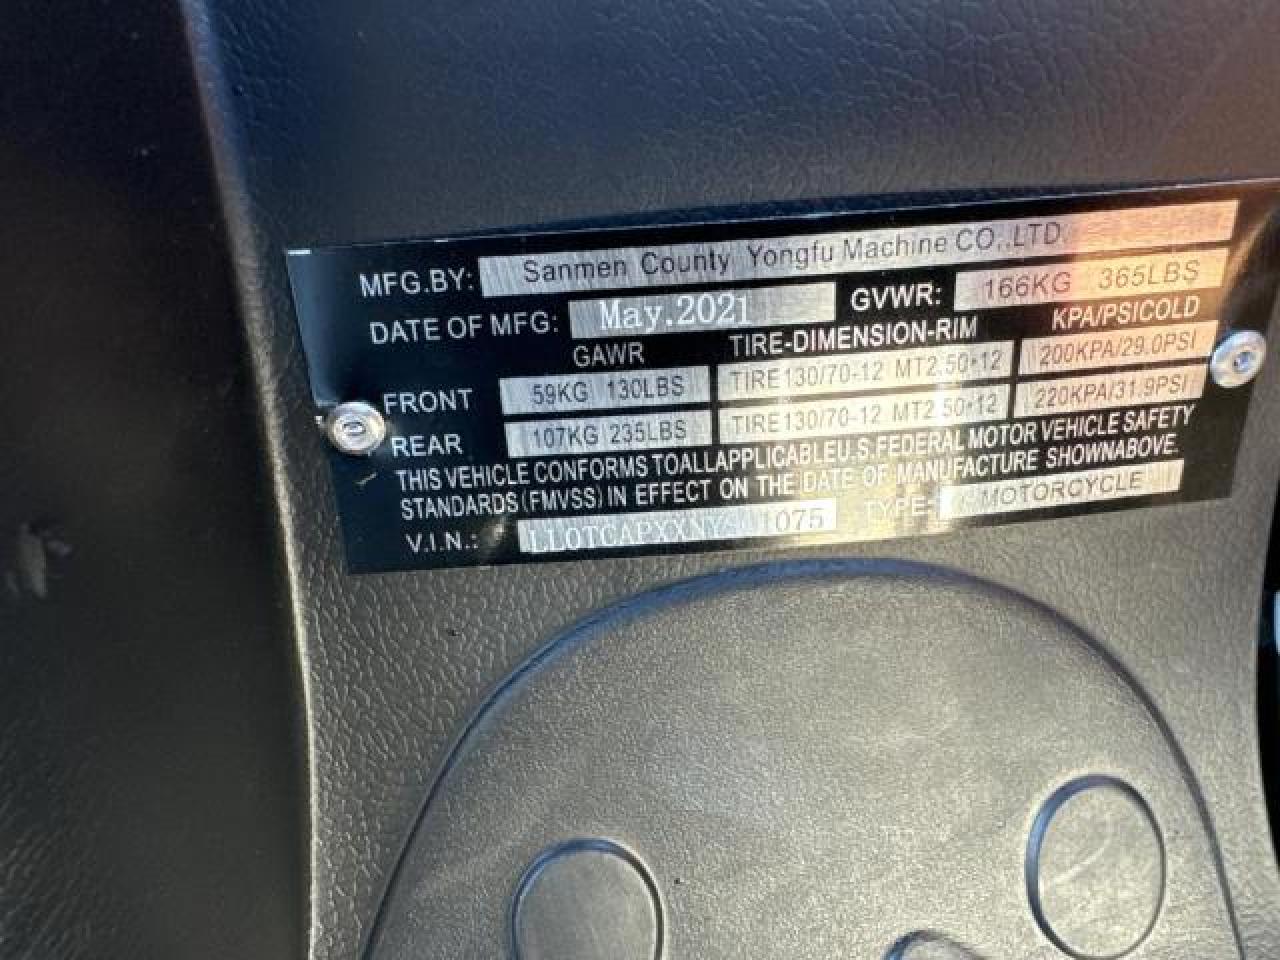 MFG.BY: Sanmen County Yongfu Machine CO.,LTD
DATE OF MFG: May.2021 GVWR: 166KG 365LBS
GAWR TIRE-DIMENSION-RIM KPA/PSICOLD
FRONT 59KG 130LBS TIRE130/70-12 MT2.50*12 200KPA/29.0PSI
REAR 107KG 235LBS TIRE130/70-12 MT2.50*12 220KPA/31.9PSI
THIS VEHICLE CONFORMS TOALLAPPLICABLEU.S.FEDERAL MOTOR VEHICLE SAFETY
STANDARDS(FMVSS)IN EFFECT ON THE DATE OF MANUFACTURE SHOWNABOVE.
V.I.N.: TYPE: MOTORCYCLE